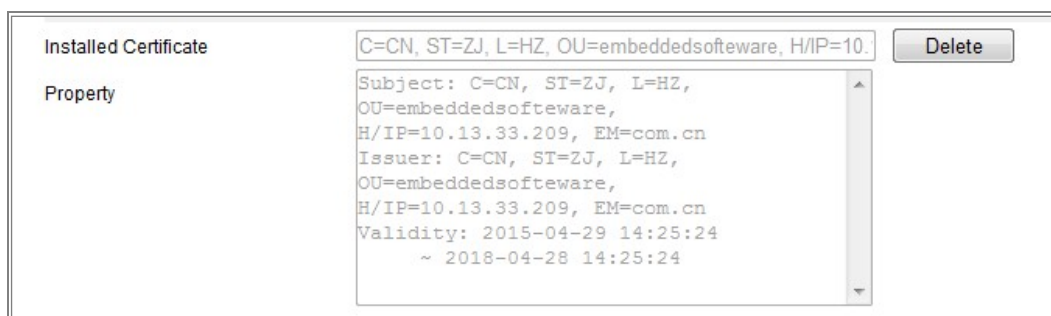 Installed Certificate
C=CN, ST=ZJ, L=HZ, OU=embeddedsofteware, H/IP=10.
Delete
Property
Subject: C=CN, ST=ZJ, L=HZ,
OU=embeddedsofteware,
H/IP=10.13.33.209, EM=com.cn
Issuer: C=CN, ST=ZJ, L=HZ,
OU=embeddedsofteware,
H/IP=10.13.33.209, EM=com.cn
Validity: 2015-04-29 14:25:24
~ 2018-04-28 14:25:24